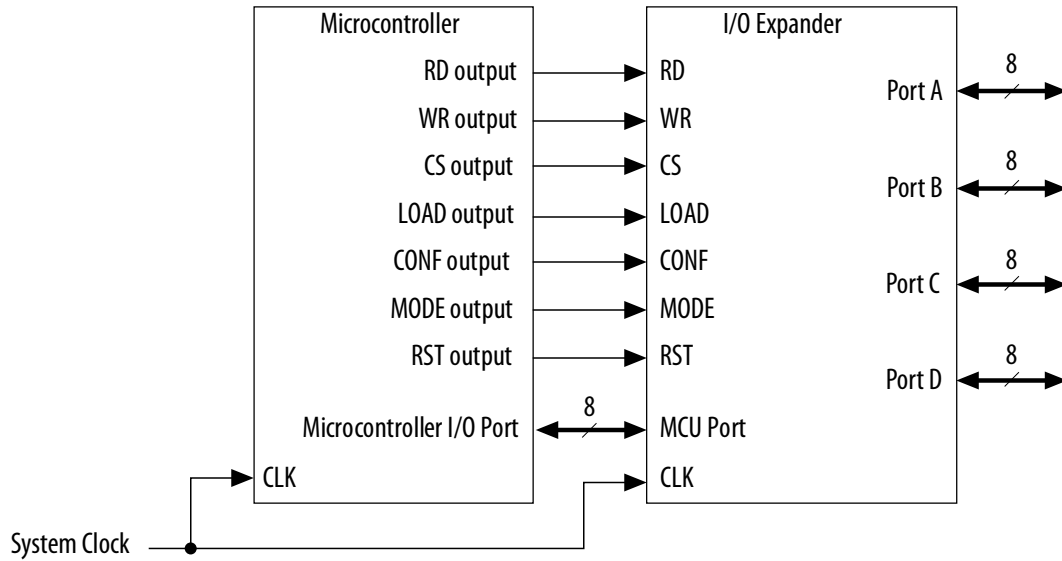 Microcontroller
RD output
WR output
CS output
LOAD output
CONF output
MODE output
RST output
Microcontroller I/O Port
CLK
8
I/O Expander
RD
WR
CS
LOAD
CONF
MODE
RST
MCU Port
CLK
Port A
Port B
Port C
Port D
8
8
8
8
System Clock